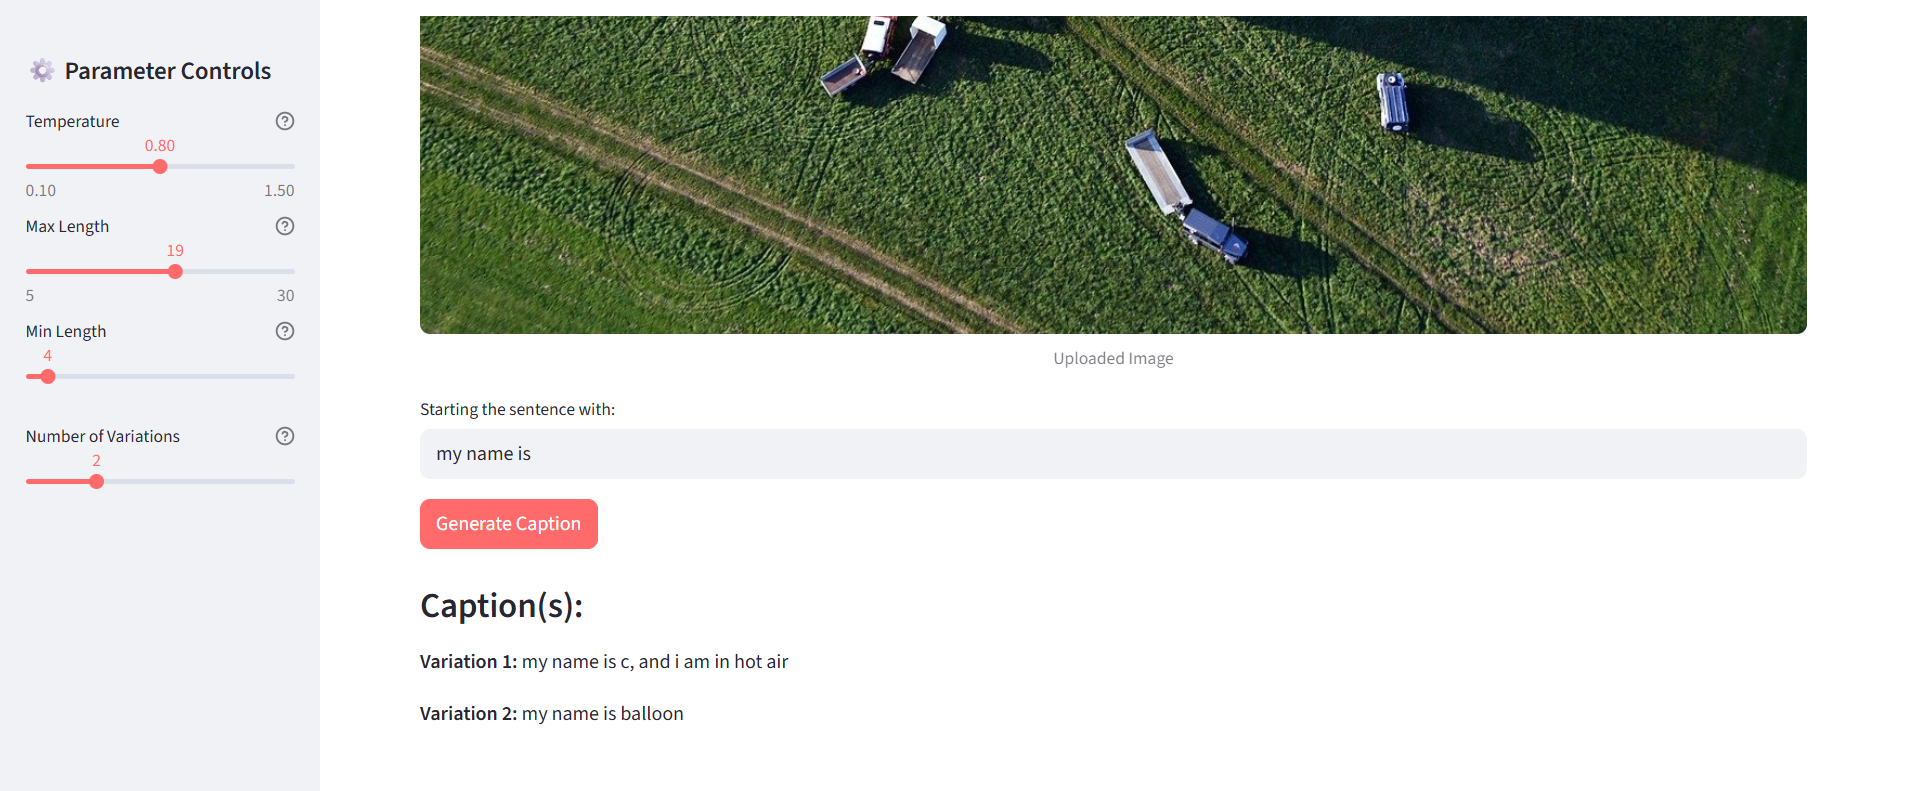 Parameter Controls
Temperature
0.80
0.10 1.50
Max Length
19
5 30
Min Length
4
Number of Variations
2
Uploaded Image
Starting the sentence with:
my name is
Generate Caption
Caption(s):
Variation 1: my name is c, and i am in hot air
Variation 2: my name is balloon